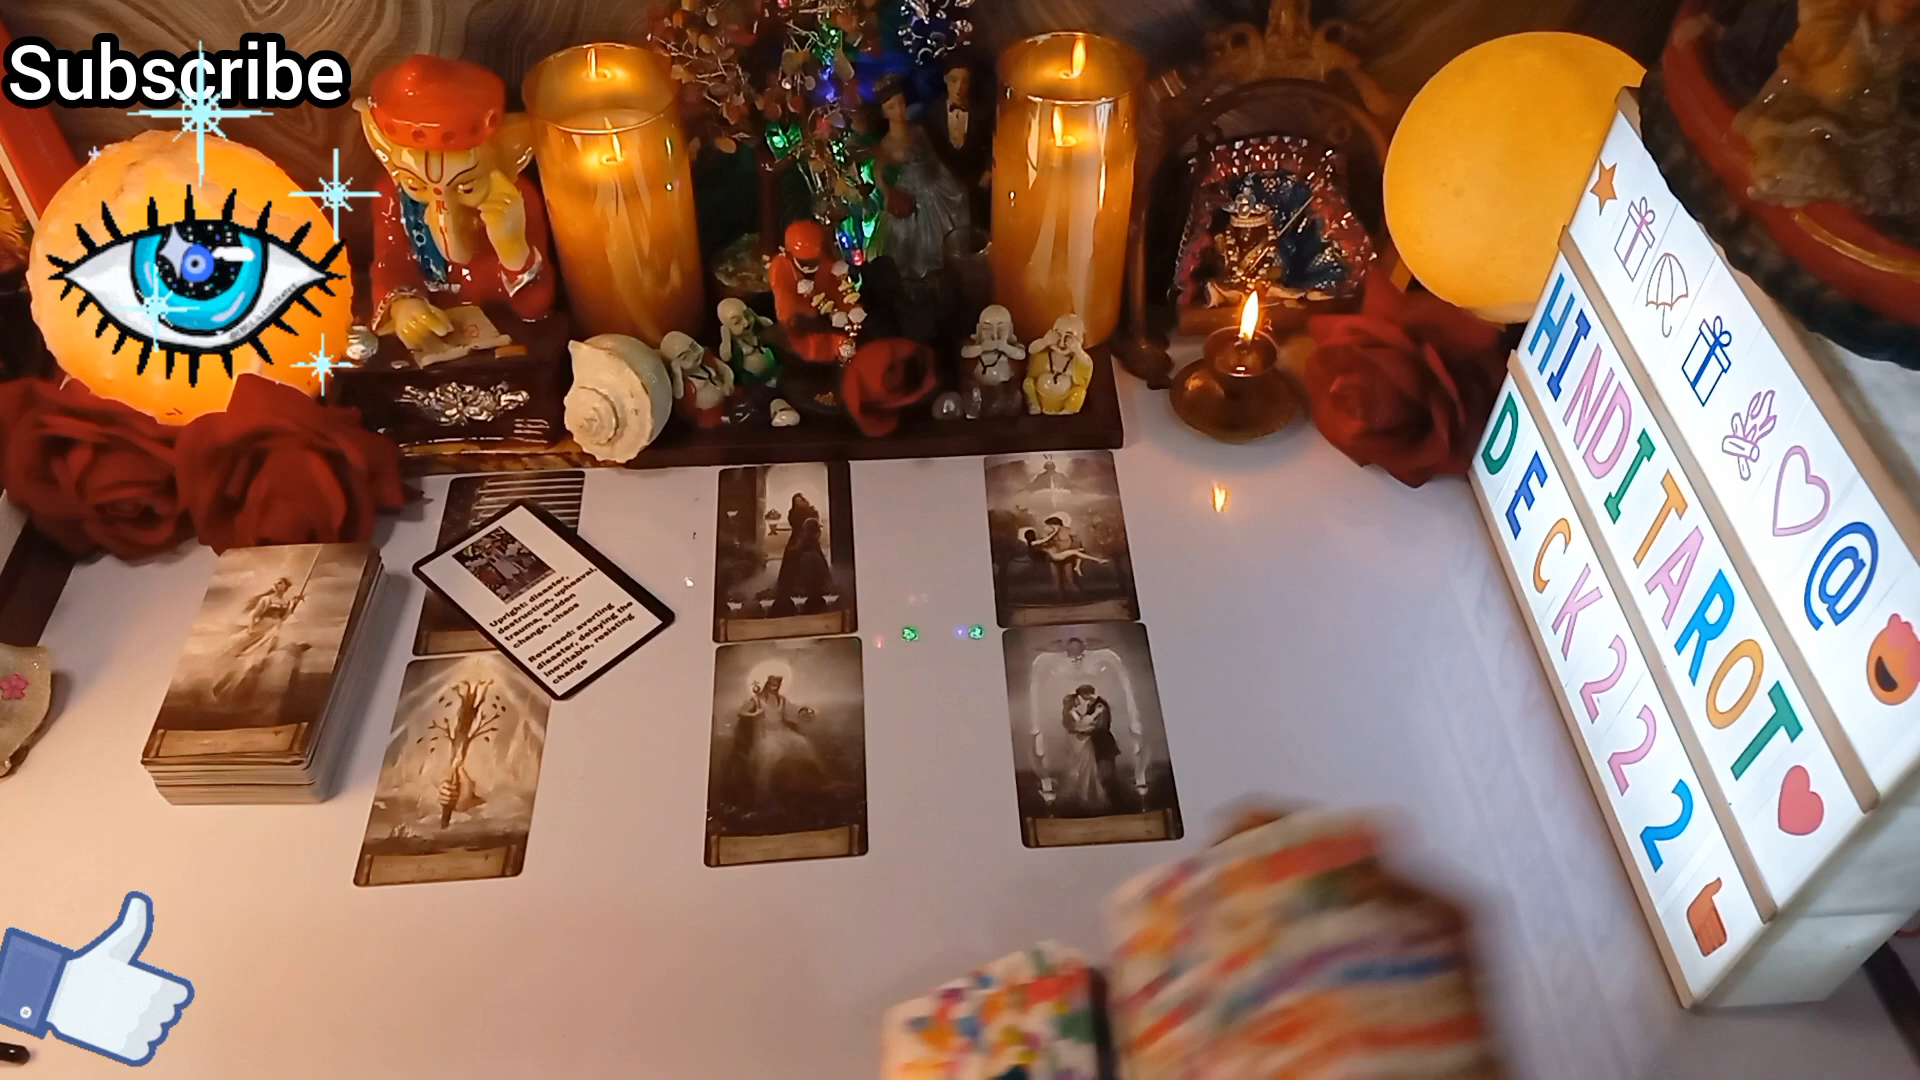 Subscribe
VI
Upright: disaster,
destruction, upheaval,
trauma, sudden
change, chaos
Reversed: averting
disaster, delaying the
inevitable, resisting
change
@
HINDITAROT
DECK222